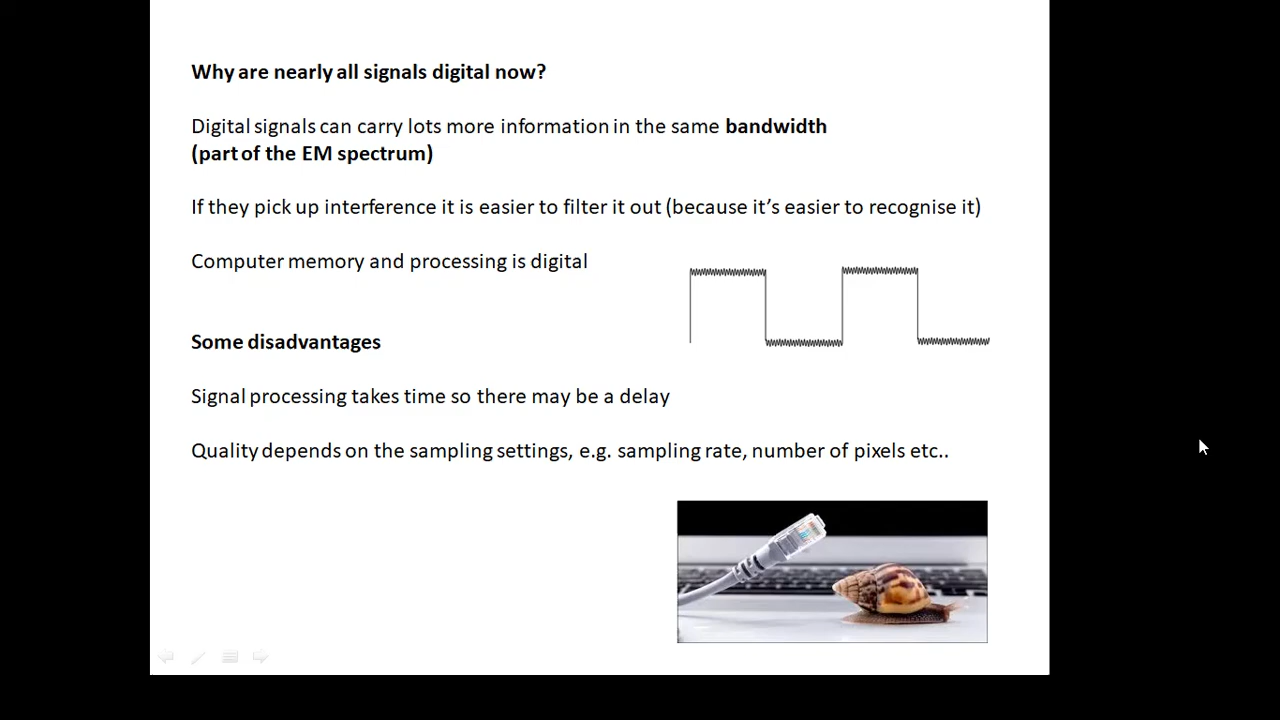 Why are nearly all signals digital now?
Digital signals can carry lots more information in the same bandwidth
(part of the EM spectrum)
If they pick up interference it is easier to filter it out (because it’s easier to recognise it)
Computer memory and processing is digital
Some disadvantages
Signal processing takes time so there may be a delay
Quality depends on the sampling settings, e.g. sampling rate, number of pixels etc..